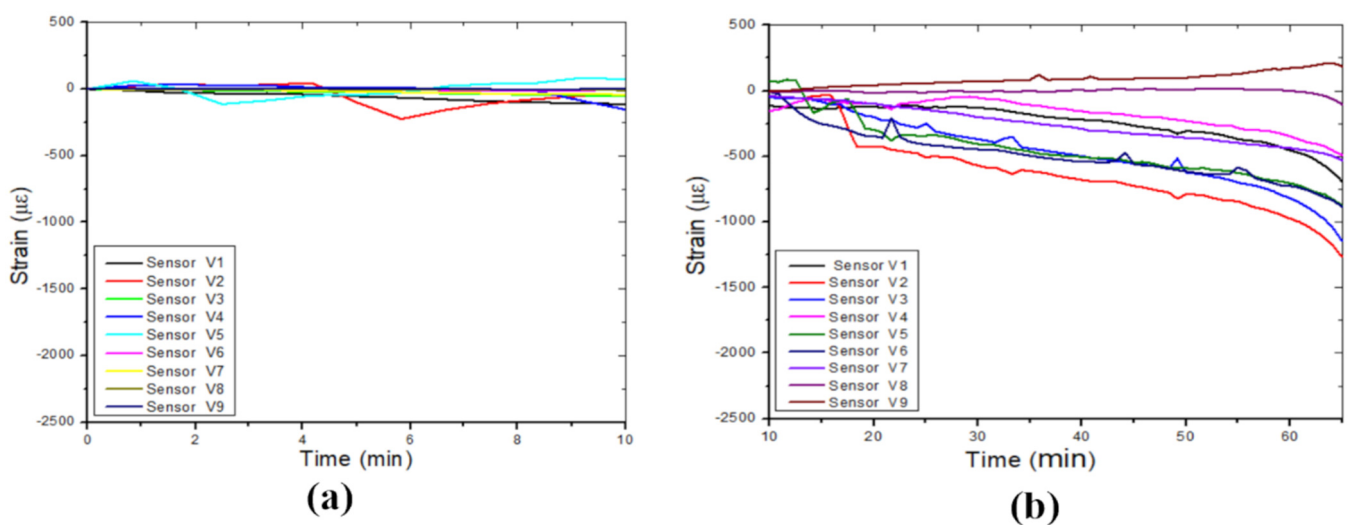 500
0
-500
-1000
-1500
-2000
-2500
Strain (με)
Sensor V1
Sensor V2
Sensor V3
Sensor V4
Sensor V5
Sensor V6
Sensor V7
Sensor V8
Sensor V9
0 2 4 6 8 10
Time (min)
(a)
500
0
-500
-1000
-1500
-2000
-2500
Strain (με)
Sensor V1
Sensor V2
Sensor V3
Sensor V4
Sensor V5
Sensor V6
Sensor V7
Sensor V8
Sensor V9
10 20 30 40 50 60
Time (min)
(b)